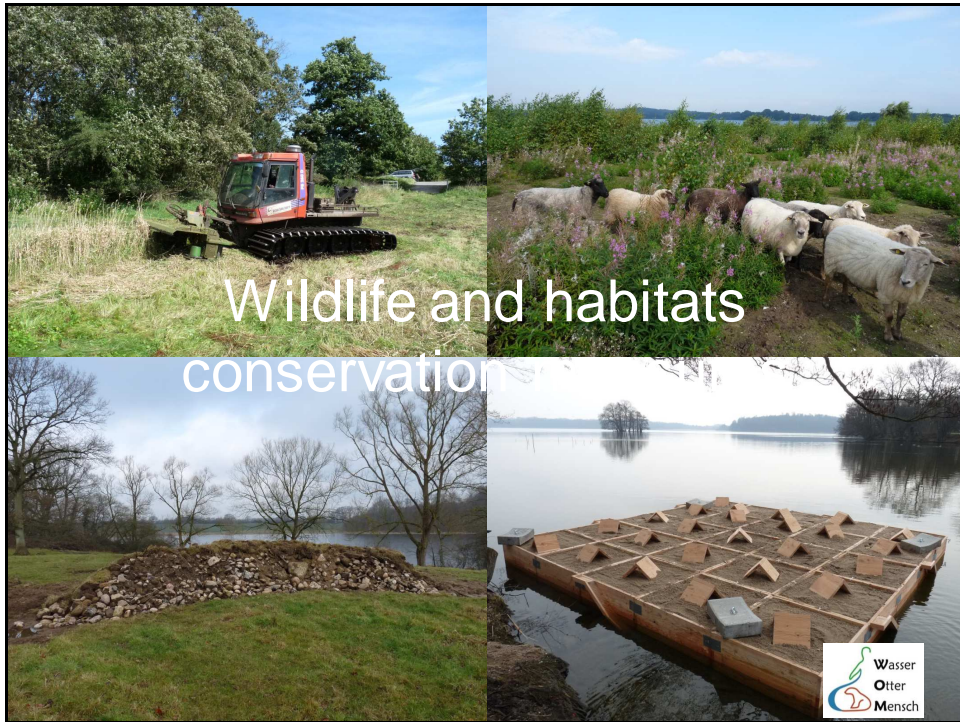 Wildlife and habitats
conservation
Wasser
Otter
Mensch